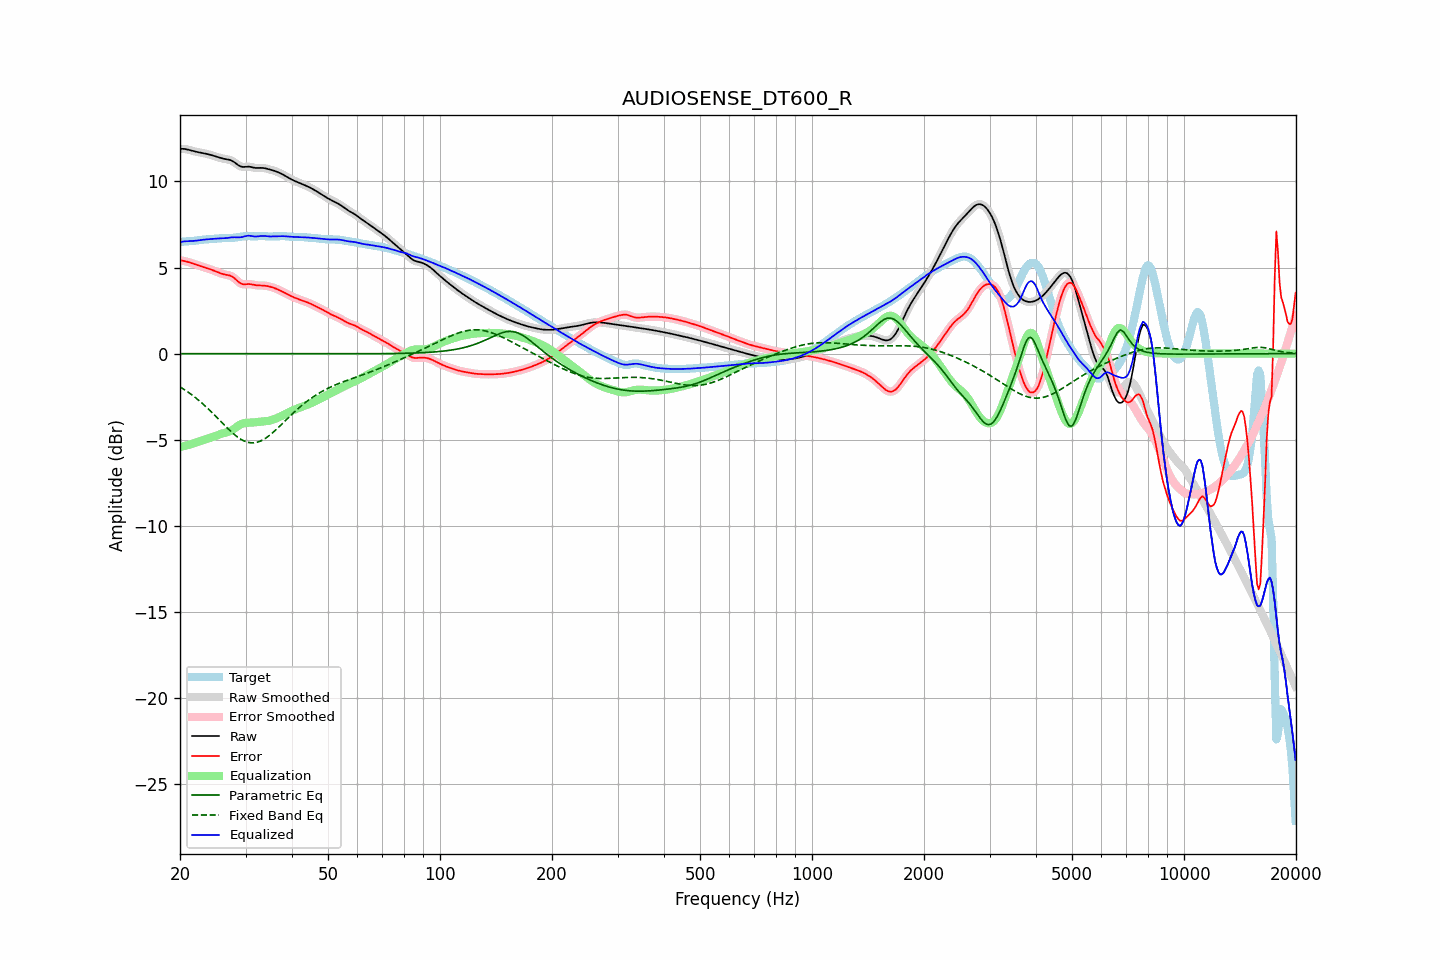 AUDIOSENSE_DT600_R
Amplitude (dBr)
10
5
0
−5
−10
−15
−20
−25
Target
Raw Smoothed
Error Smoothed
Raw
Error
Equalization
Parametric Eq
Fixed Band Eq
Equalized
20 50 100 200 500 1000 2000 5000 10000 20000
Frequency (Hz)